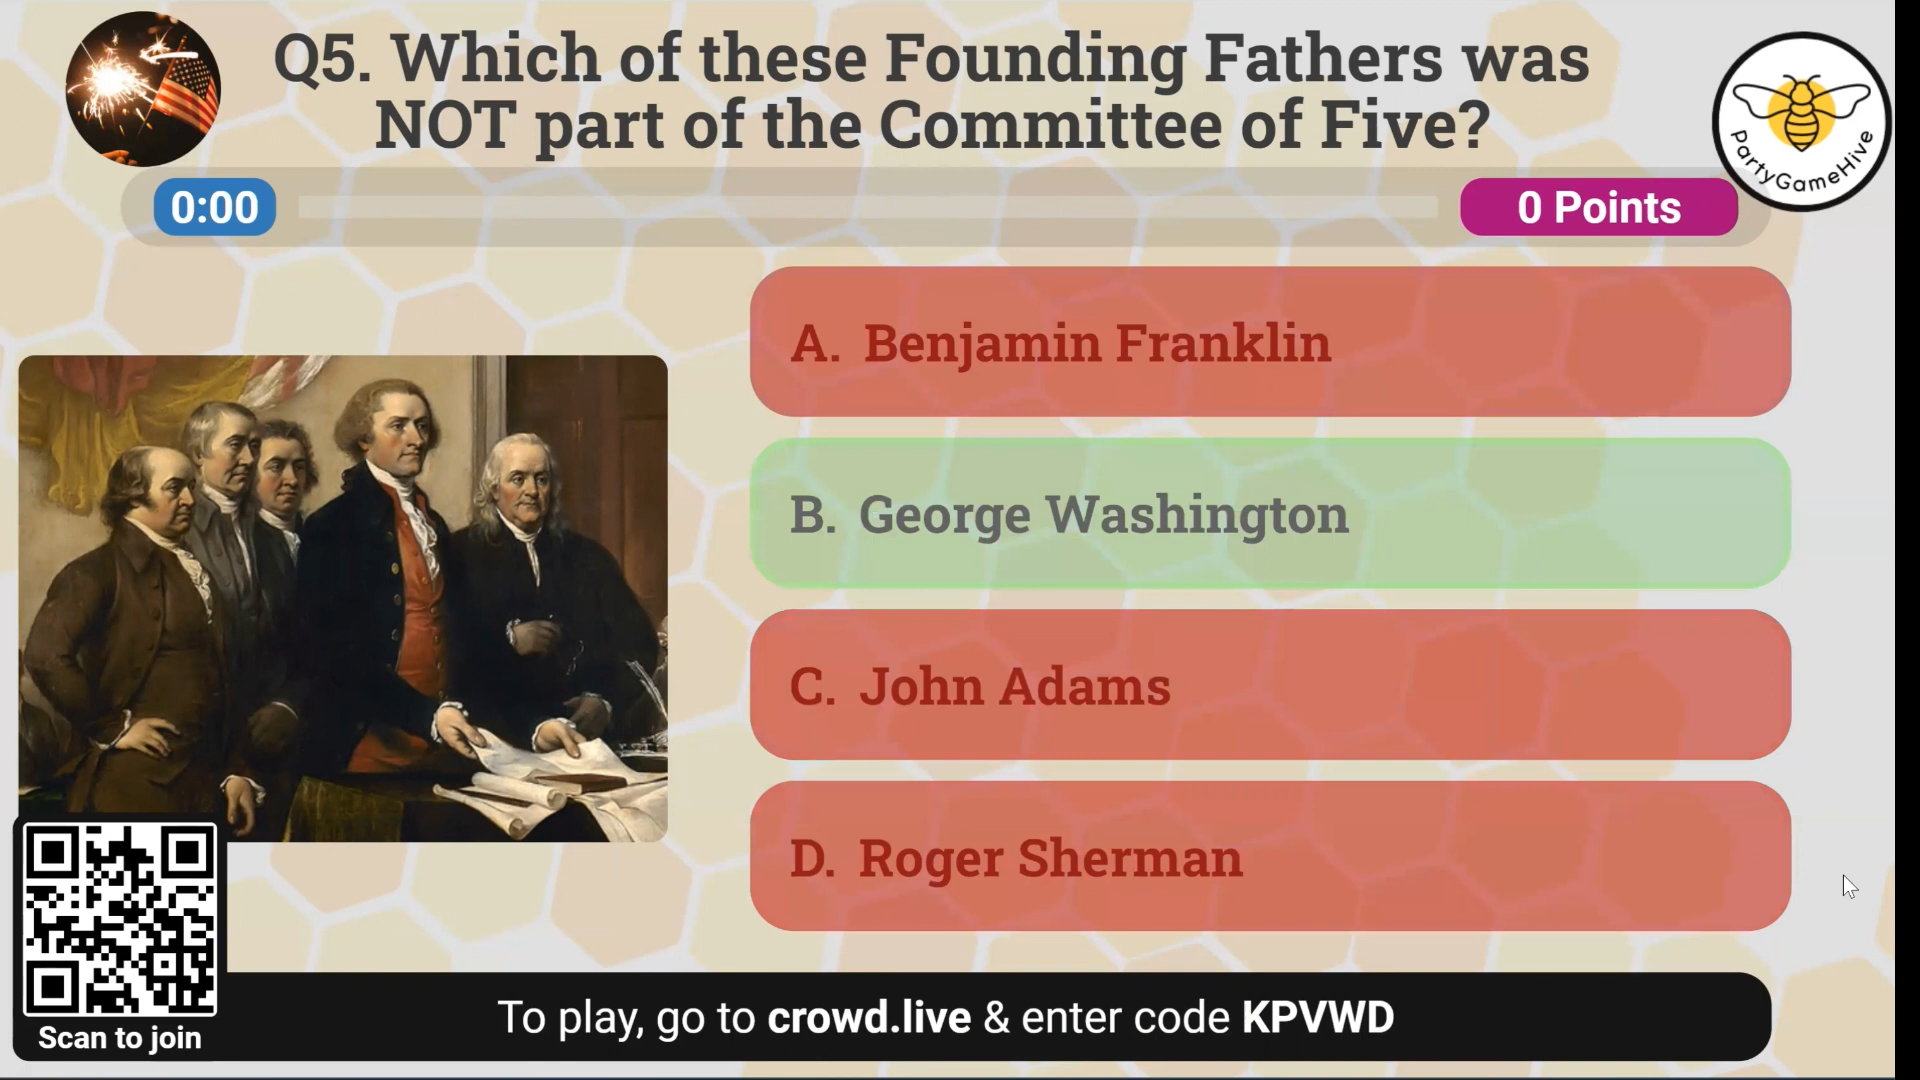 Q5. Which of these Founding Fathers was
NOT part of the Committee of Five?
PartyGameHive
0:00
0 Points
A. Benjamin Franklin
B. George Washington
C. John Adams
D. Roger Sherman
Scan to join
To play, go to crowd.live & enter code KPVWD